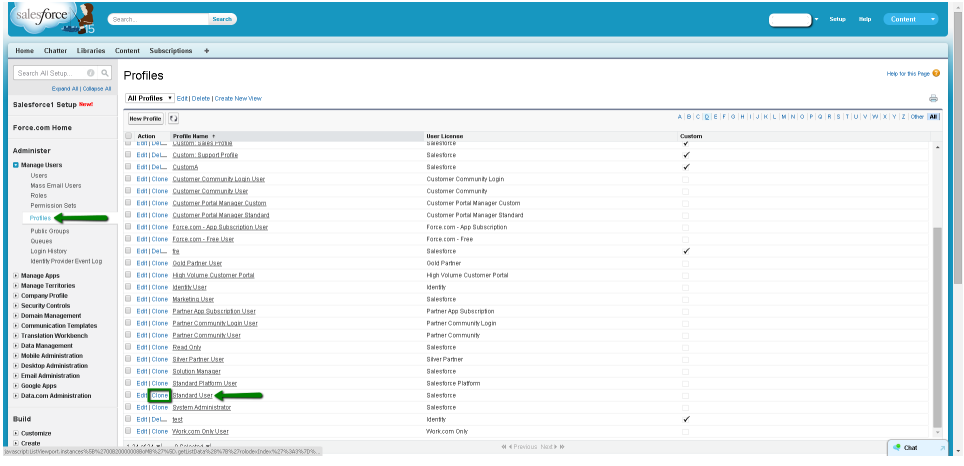 salesforce
15
Search...
Search
Setup
Help
Content
Home Chatter Libraries Content Subscriptions +
Search All Setup...
Expand All | Collapse All
Salesforce1 Setup New!
Force.com Home
Administer
Manage Users
Users
Mass Email Users
Roles
Permission Sets
Profiles
Public Groups
Queues
Login History
Identity Provider Event Log
Manage Apps
Manage Territories
Company Profile
Security Controls
Domain Management
Communication Templates
Translation Workbench
Data Management
Mobile Administration
Desktop Administration
Email Administration
Google Apps
Data.com Administration
Build
Customize
Create
Profiles
Help for this Page
All Profiles Edit | Delete | Create New View
New Profile
A B C D E F G H I J K L M N O P Q R S T U V W X Y Z Other All
Action Profile Name User License Custom
Edit | Del... Custom: Sales Profile Salesforce
Edit | Del... Custom: Support Profile Salesforce
Edit | Del... CustomA Salesforce
Edit | Clone Customer Community Login User Customer Community Login
Edit | Clone Customer Community User Customer Community
Edit | Clone Customer Portal Manager Custom Customer Portal Manager Custom
Edit | Clone Customer Portal Manager Standard Customer Portal Manager Standard
Edit | Clone Force.com - App Subscription User Force.com - App Subscription
Edit | Clone Force.com - Free User Force.com - Free
Edit | Del... fre Salesforce
Edit | Clone Gold Partner User Gold Partner
Edit | Clone High Volume Customer Portal High Volume Customer Portal
Edit | Clone Identity User Identity
Edit | Clone Marketing User Salesforce
Edit | Clone Partner App Subscription User Partner App Subscription
Edit | Clone Partner Community Login User Partner Community Login
Edit | Clone Partner Community User Partner Community
Edit | Clone Read Only Salesforce
Edit | Clone Silver Partner User Silver Partner
Edit | Clone Solution Manager Salesforce
Edit | Clone Standard Platform User Salesforce Platform
Edit | Clone Standard User Salesforce
Edit | Clone System Administrator Salesforce
Edit | Del... test Identity
Edit | Clone Work.com Only User Work.com Only
0 Selected
Previous Next
Chat